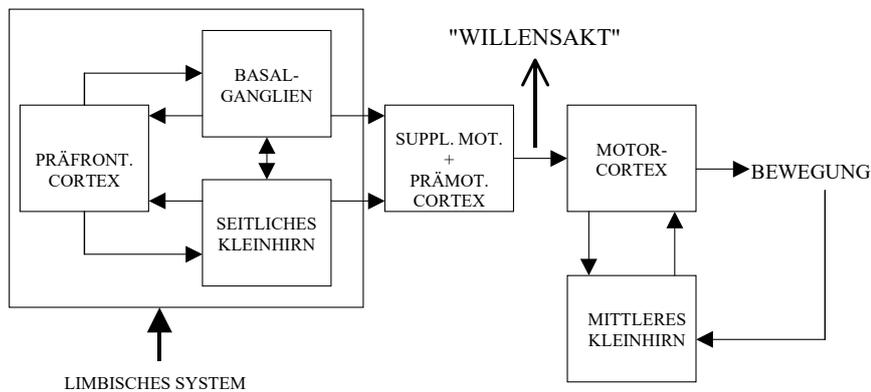 "WILLENSAKT"
BASAL-
GANGLIEN
PRÄFRONT.
CORTEX
SEITLICHES
KLEINHIRN
SUPPL. MOT.
+
PRÄMOT.
CORTEX
MOTOR-
CORTEX
BEWEGUNG
MITTLERES
KLEINHIRN
LIMBISCHES SYSTEM